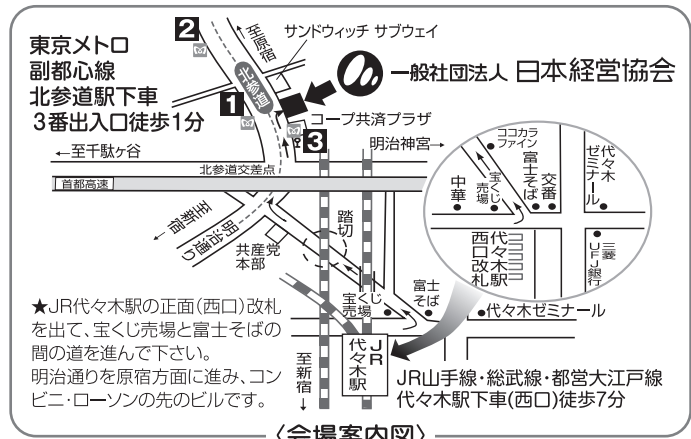 東京メトロ
副都心線
北参道駅下車
3番出入口徒歩1分
2
至原宿
サンドウィッチ サブウェイ
北参道
一般社団法人 日本経営協会
1
コープ共済プラザ
3
明治神宮→
←至千駄ヶ谷
北参道交差点
首都高速
至新宿
明治通り
共産党
本部
踏切
宝くじ
売場
富士
そば
代々木ゼミナール
ココカラ
ファイン
中華
宝くじ
売場
富士そば
交番
代々木
ゼミナール
代々木駅
西口改札
三菱
UFJ銀行
★JR代々木駅の正面(西口)改札
を出て、宝くじ売場と富士そばの
間の道を進んで下さい。
明治通りを原宿方面に進み、コン
ビニ・ローソンの先のビルです。
至新宿
JR
代々木駅
JR山手線・総武線・都営大江戸線
代々木駅下車(西口)徒歩7分
〈会場案内図〉